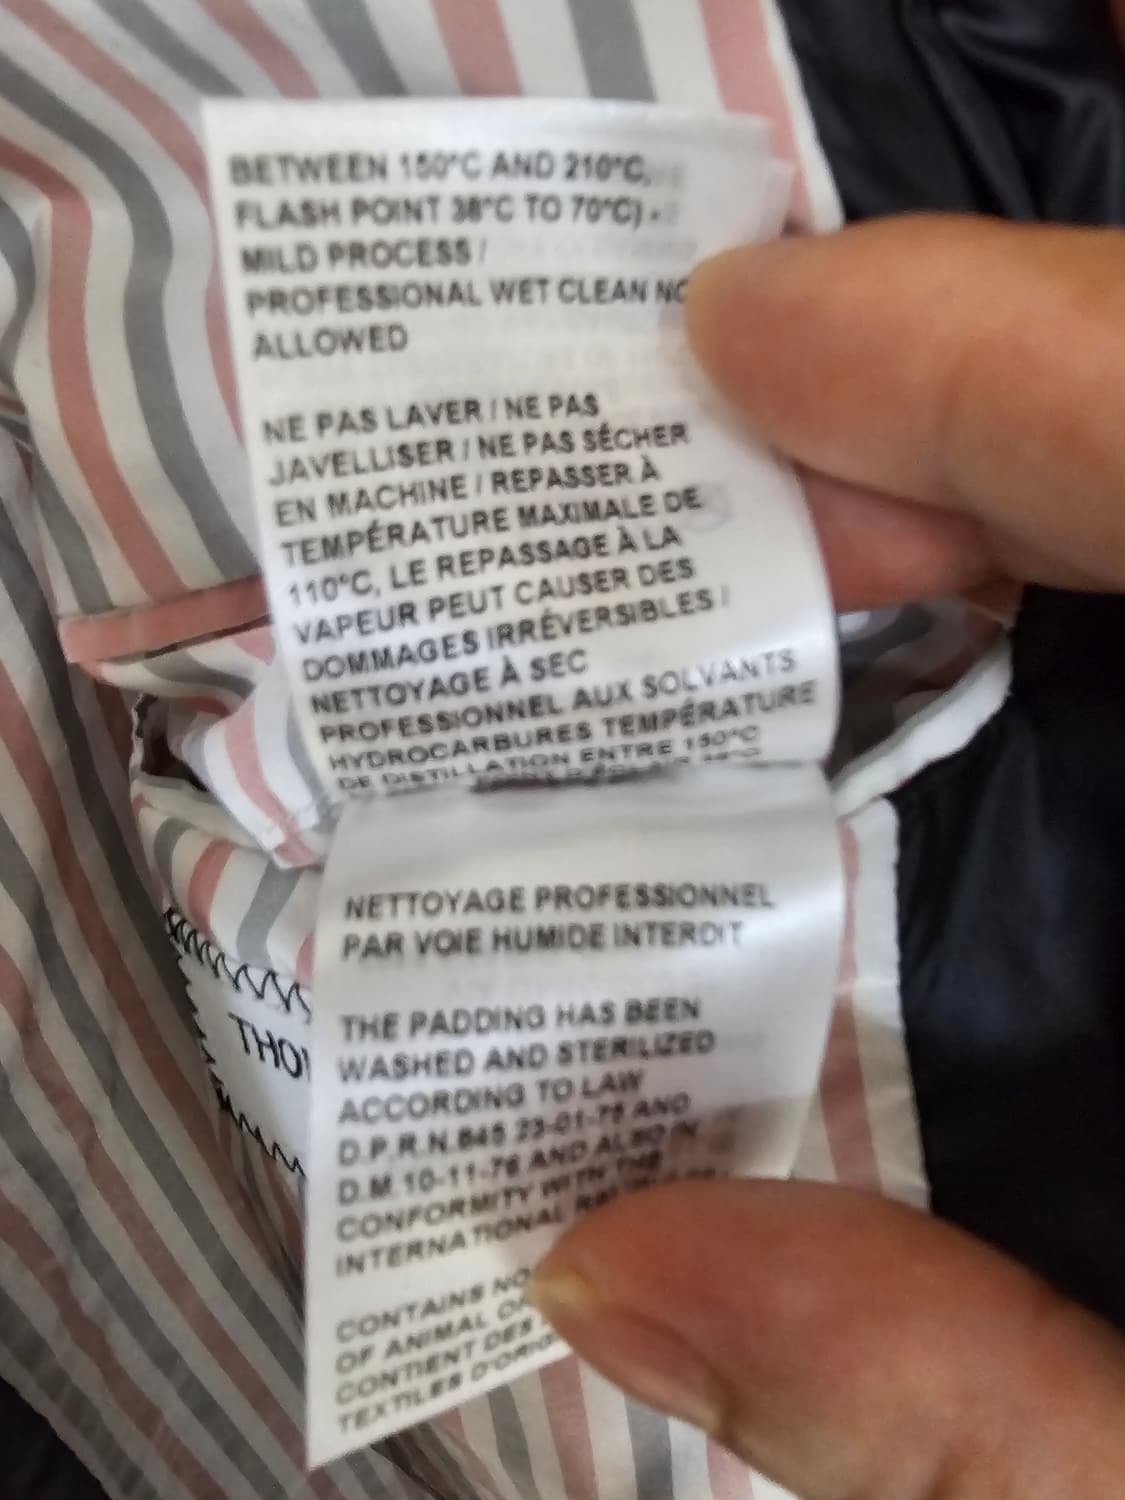 BETWEEN 150°C AND 210°C,
FLASH POINT 38°C TO 70°C) -
MILD PROCESS /
PROFESSIONAL WET CLEAN
ALLOWED
NE PAS LAVER / NE PAS
JAVELLISER / NE PAS SÉCHER
EN MACHINE / REPASSER À
TEMPÉRATURE MAXIMALE DE
110°C, LE REPASSAGE À LA
VAPEUR PEUT CAUSER DES
DOMMAGES IRRÉVERSIBLES /
NETTOYAGE À SEC
PROFESSIONNEL AUX SOLVANTS
HYDROCARBURES TEMPÉRATURE
DE DISTILLATION ENTRE 150°C
NETTOYAGE PROFESSIONNEL
PAR VOIE HUMIDE INTERDIT
THE PADDING HAS BEEN
WASHED AND STERILIZED
ACCORDING TO LAW
D.P.R.N. 23-01-75 AND
D.M. 10-11-76 AND ALSO IN
CONFORMITY WITH THE
INTERNATIONAL
CONTAINS
OF ANIMAL
CONTIENT DES
TEXTILES